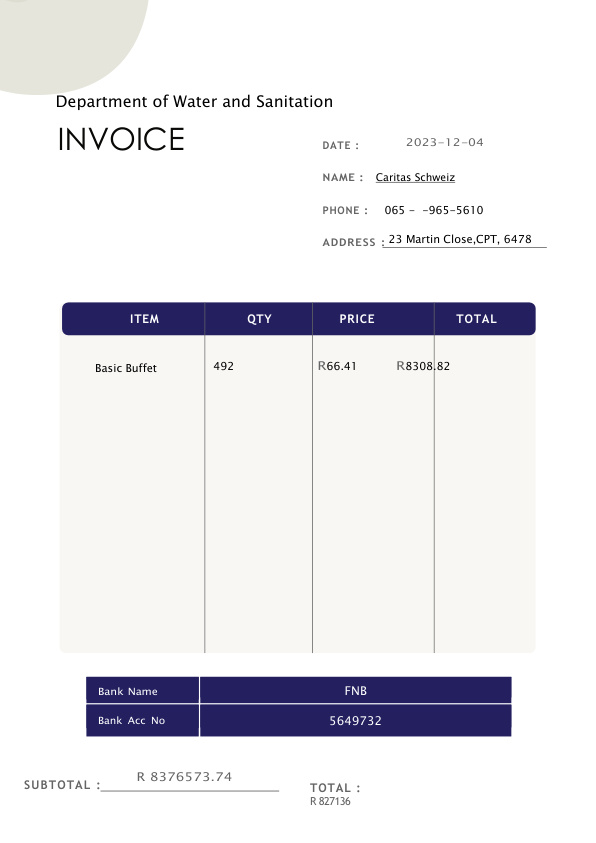 Department of Water and Sanitation
INVOICE
DATE : 2023-12-04
NAME : Caritas Schweiz
PHONE : 065 - -965-5610
ADDRESS : 23 Martin Close,CPT, 6478
ITEM QTY PRICE TOTAL
Basic Buffet 492 R66.41 R8308.82
Bank Name FNB
Bank Acc No 5649732
SUBTOTAL : R 8376573.74
TOTAL :
R 827136